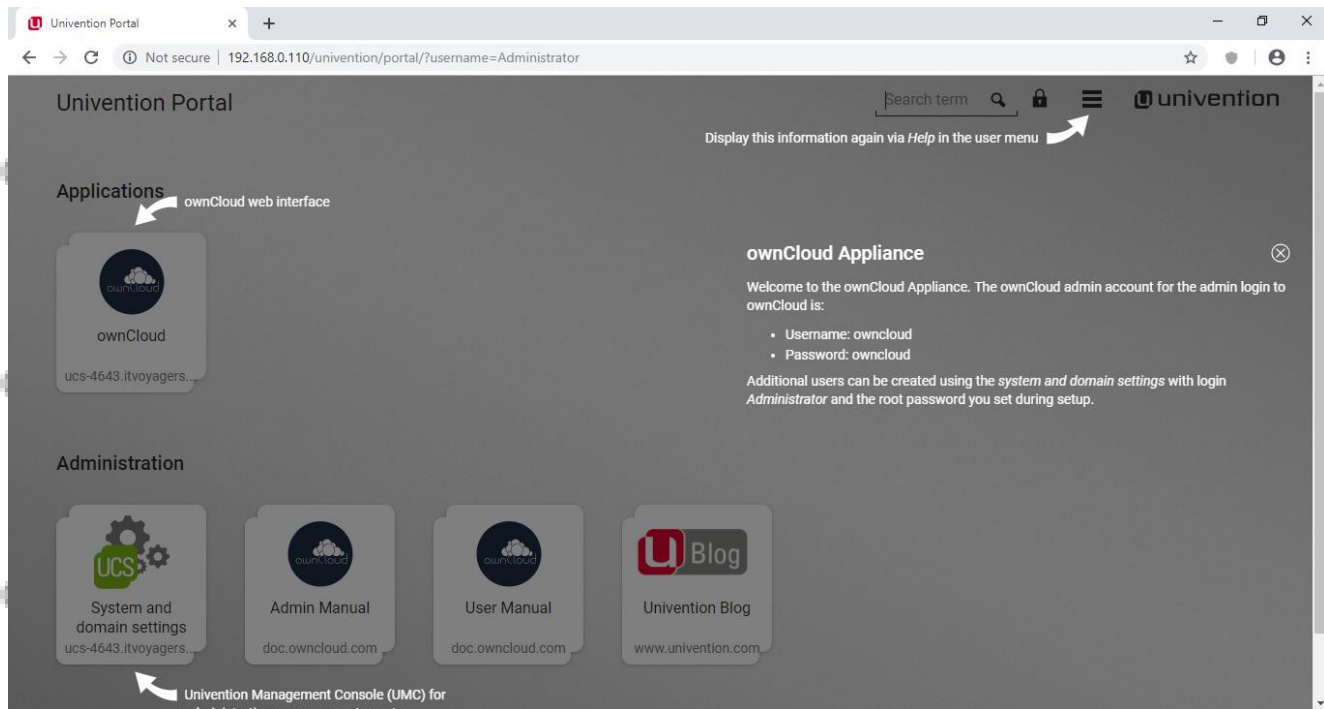 Univention Portal
Not secure | 192.168.0.110/univention/portal/?username=Administrator
Univention Portal
Search term
univention
Display this information again via Help in the user menu
Applications
ownCloud web interface
ownCloud
ownCloud
ucs-4643.itvoyagers...
ownCloud Appliance
Welcome to the ownCloud Appliance. The ownCloud admin account for the admin login to
ownCloud is:
• Username: owncloud
• Password: owncloud
Additional users can be created using the system and domain settings with login
Administrator and the root password you set during setup.
Administration
UCS
ownCloud
ownCloud
U Blog
System and
domain settings
Admin Manual
User Manual
Univention Blog
ucs-4643.itvoyagers...
doc.owncloud.com
doc.owncloud.com
www.univention.com
Univention Management Console (UMC) for